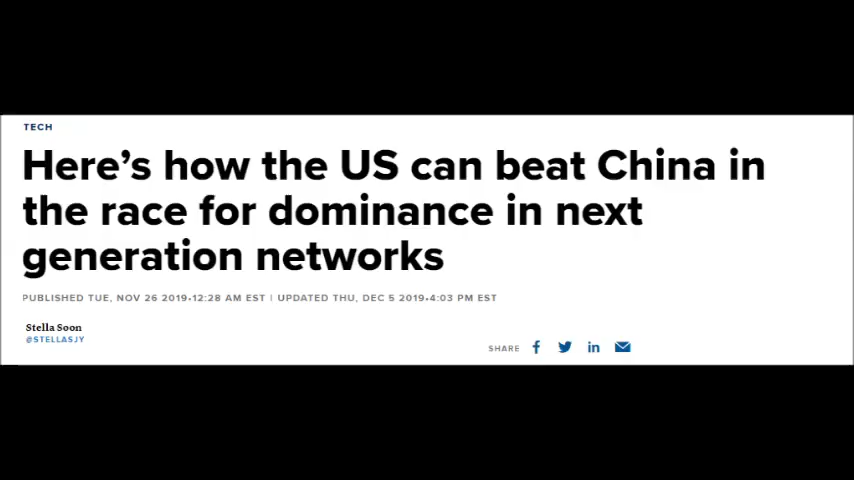 TECH
Here’s how the US can beat China in
the race for dominance in next
generation networks
PUBLISHED TUE, NOV 26 2019•12:28 AM EST | UPDATED THU, DEC 5 2019•4:03 PM EST
Stella Soon
@STELLASJY
SHARE